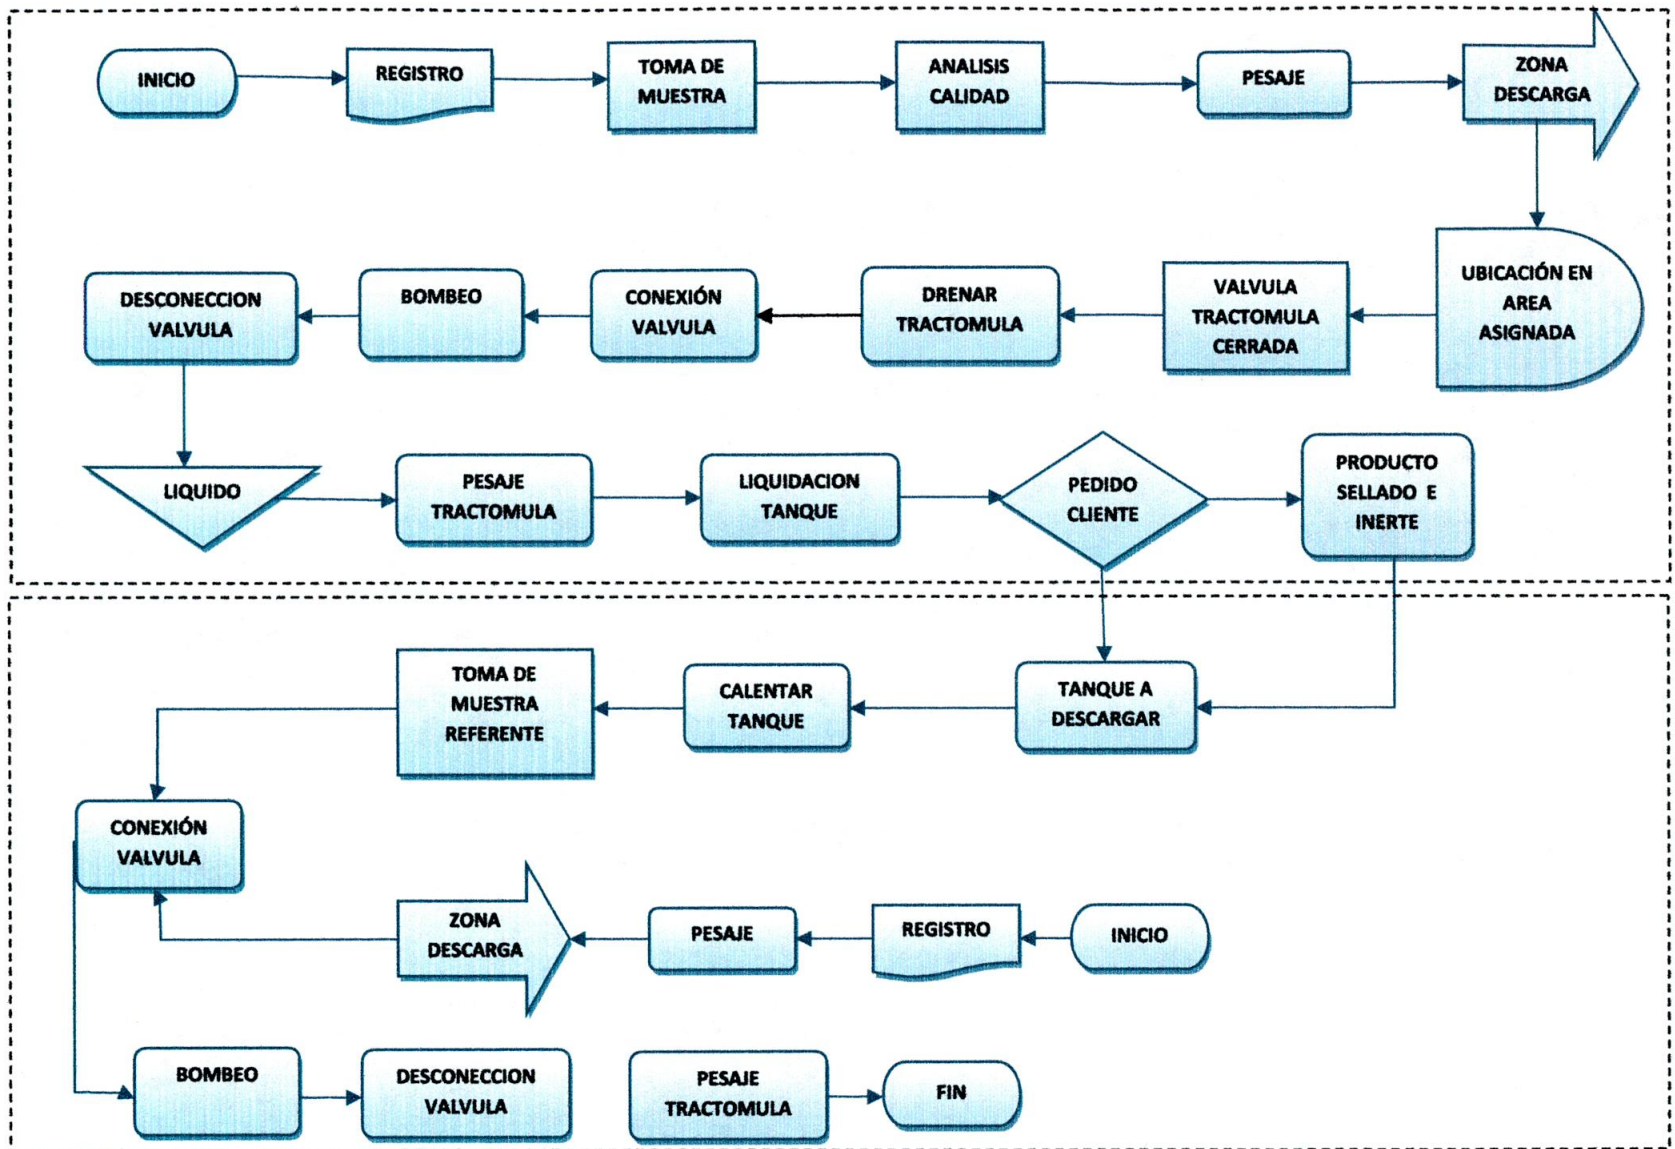 INICIO
REGISTRO
TOMA DE
MUESTRA
ANALISIS
CALIDAD
PESAJE
ZONA
DESCARGA
UBICACIÓN EN
AREA
ASIGNADA
VALVULA
TRACTOMULA
CERRADA
DRENAR
TRACTOMULA
CONEXIÓN
VALVULA
BOMBEO
DESCONECCION
VALVULA
LIQUIDO
PESAJE
TRACTOMULA
LIQUIDACION
TANQUE
PEDIDO
CLIENTE
PRODUCTO
SELLADO E
INERTE
TANQUE A
DESCARGAR
CALENTAR
TANQUE
TOMA DE
MUESTRA
REFERENTE
CONEXIÓN
VALVULA
INICIO
REGISTRO
PESAJE
ZONA
DESCARGA
BOMBEO
DESCONECCION
VALVULA
PESAJE
TRACTOMULA
FIN